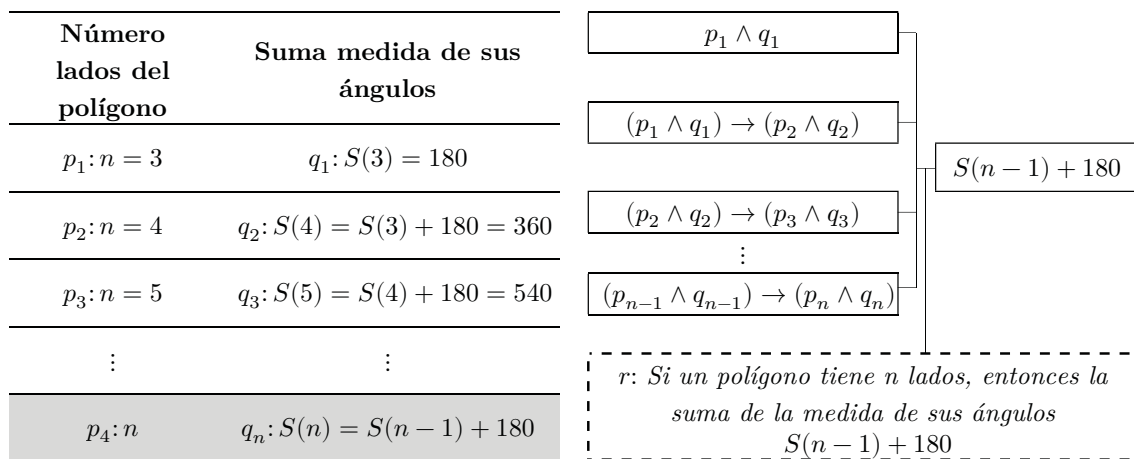 Número
lados del
polígono
Suma medida de sus
ángulos
p₁: n = 3
q₁: S(3) = 180
p₂: n = 4
q₂: S(4) = S(3) + 180 = 360
p₃: n = 5
q₃: S(5) = S(4) + 180 = 540
⋮
⋮
p₄: n
qₙ: S(n) = S(n − 1) + 180
p₁ ∧ q₁
(p₁ ∧ q₁) → (p₂ ∧ q₂)
(p₂ ∧ q₂) → (p₃ ∧ q₃)
⋮
(pₙ₋₁ ∧ qₙ₋₁) → (pₙ ∧ qₙ)
S(n − 1) + 180
r: Si un polígono tiene n lados, entonces la
suma de la medida de sus ángulos
S(n − 1) + 180